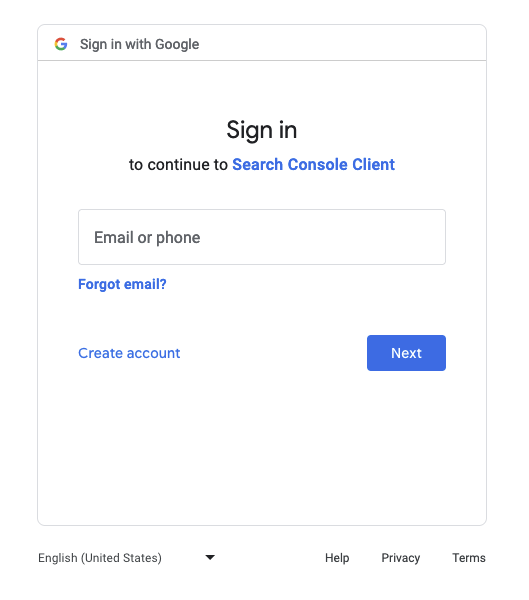 Sign in with Google
Sign in
to continue to Search Console Client
Email or phone
Forgot email?
Create account
Next
English (United States)
Help
Privacy
Terms